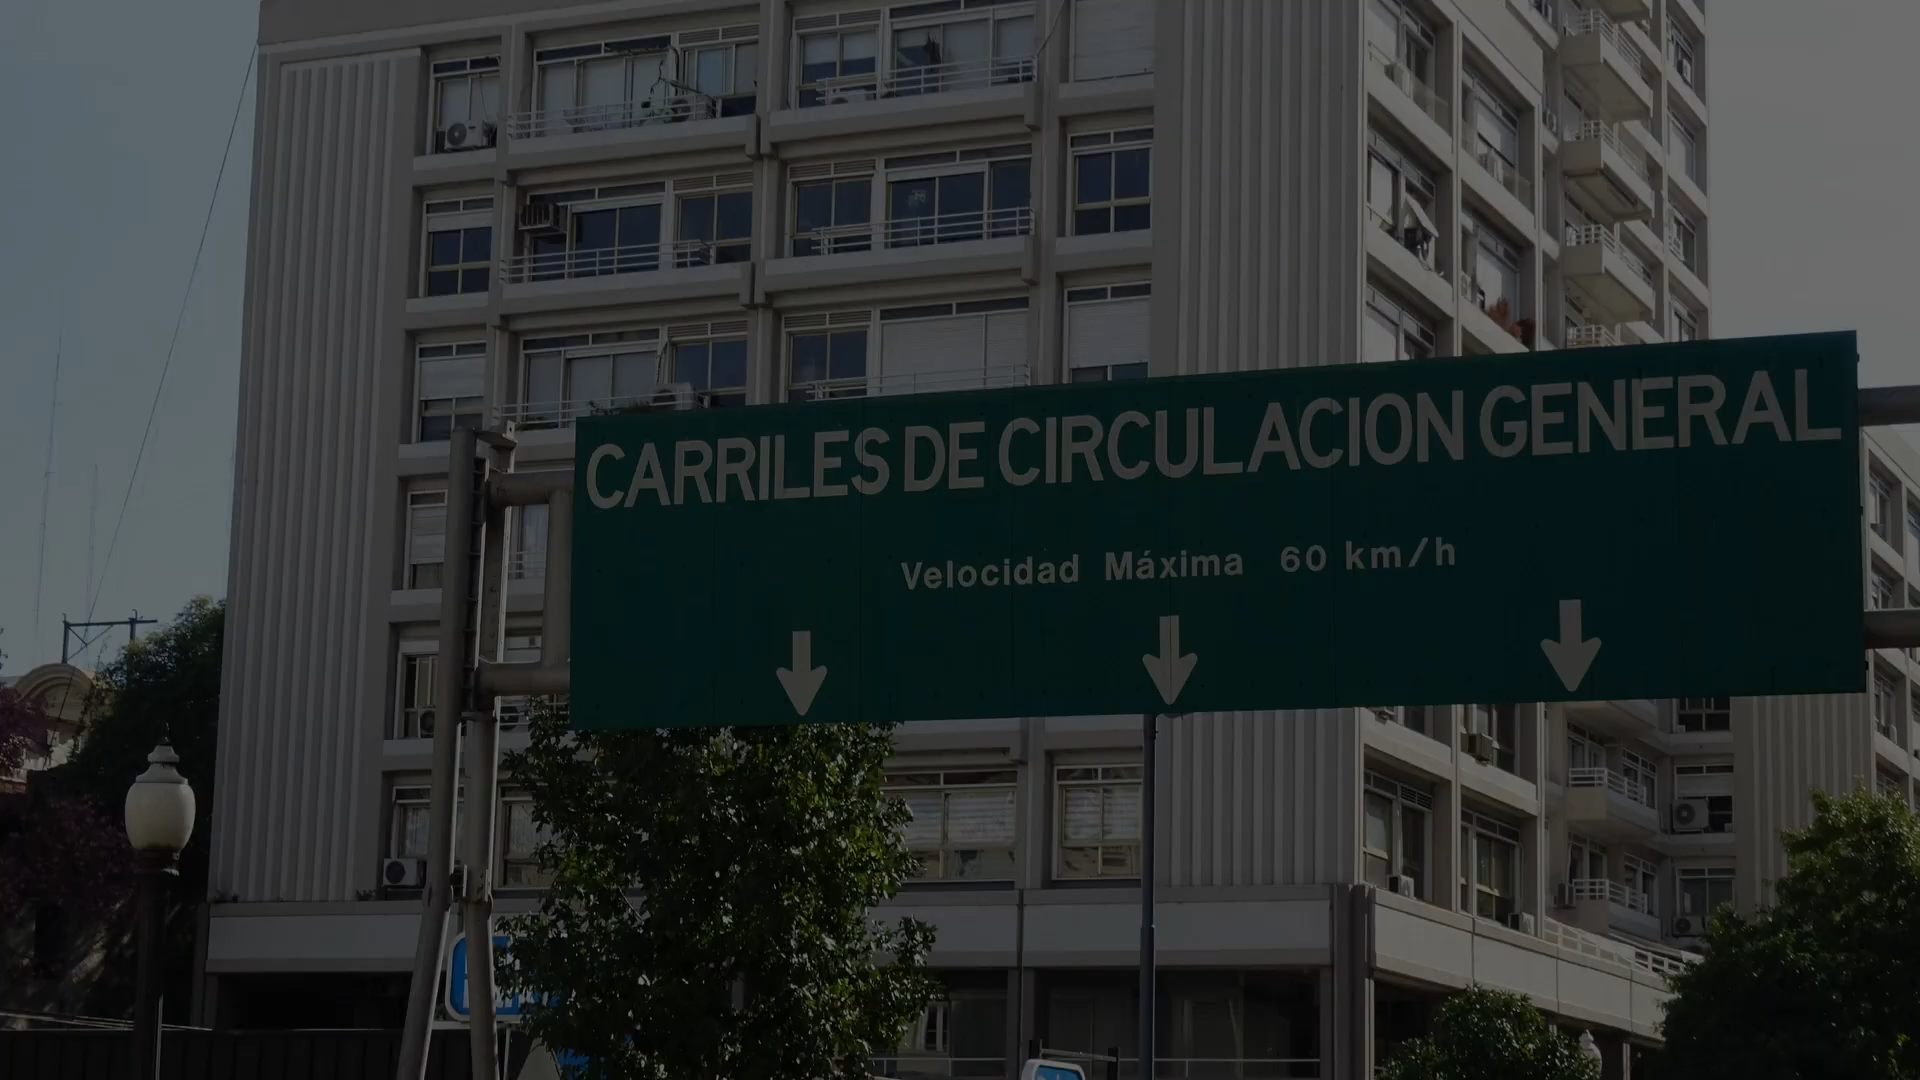 CARRILES DE CIRCULACION GENERAL
Velocidad Máxima 60 km/h